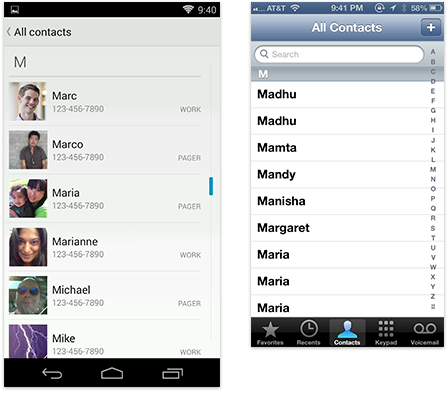 9:40
All contacts
M
Marc
123-456-7890
WORK
Marco
123-456-7890
PAGER
Maria
123-456-7890
PAGER
Marianne
123-456-7890
WORK
Michael
123-456-7890
PAGER
Mike
123-456-7890
WORK
AT&T 9:41 PM 58%
All Contacts +
Search
M
Madhu
Madhu
Mamta
Mandy
Manisha
Margaret
Maria
Maria
Maria
A
B
C
D
E
F
G
H
I
J
K
L
M
N
O
P
Q
R
S
T
U
V
W
X
Y
Z
#
Favorites Recents Contacts Keypad Voicemail